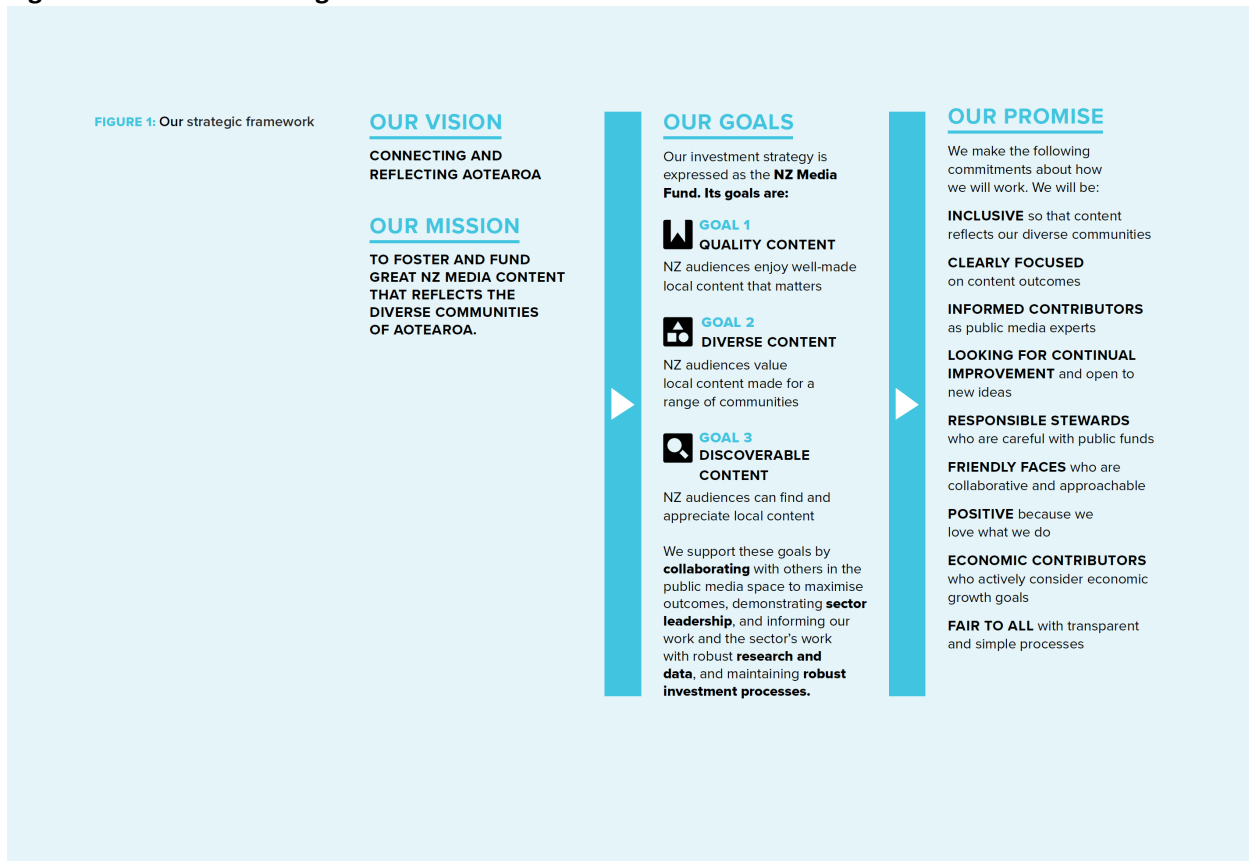 FIGURE 1: Our strategic framework
OUR VISION
CONNECTING AND
REFLECTING AOTEAROA
OUR MISSION
TO FOSTER AND FUND
GREAT NZ MEDIA CONTENT
THAT REFLECTS THE
DIVERSE COMMUNITIES
OF AOTEAROA.
OUR GOALS
Our investment strategy is
expressed as the NZ Media
Fund. Its goals are:
GOAL 1
QUALITY CONTENT
NZ audiences enjoy well-made
local content that matters
GOAL 2
DIVERSE CONTENT
NZ audiences value
local content made for a
range of communities
GOAL 3
DISCOVERABLE
CONTENT
NZ audiences can find and
appreciate local content
We support these goals by
collaborating with others in the
public media space to maximise
outcomes, demonstrating sector
leadership, and informing our
work and the sector's work
with robust research and
data, and maintaining robust
investment processes.
OUR PROMISE
We make the following
commitments about how
we will work. We will be:
INCLUSIVE so that content
reflects our diverse communities
CLEARLY FOCUSED
on content outcomes
INFORMED CONTRIBUTORS
as public media experts
LOOKING FOR CONTINUAL
IMPROVEMENT and open to
new ideas
RESPONSIBLE STEWARDS
who are careful with public funds
FRIENDLY FACES who are
collaborative and approachable
POSITIVE because we
love what we do
ECONOMIC CONTRIBUTORS
who actively consider economic
growth goals
FAIR TO ALL with transparent
and simple processes